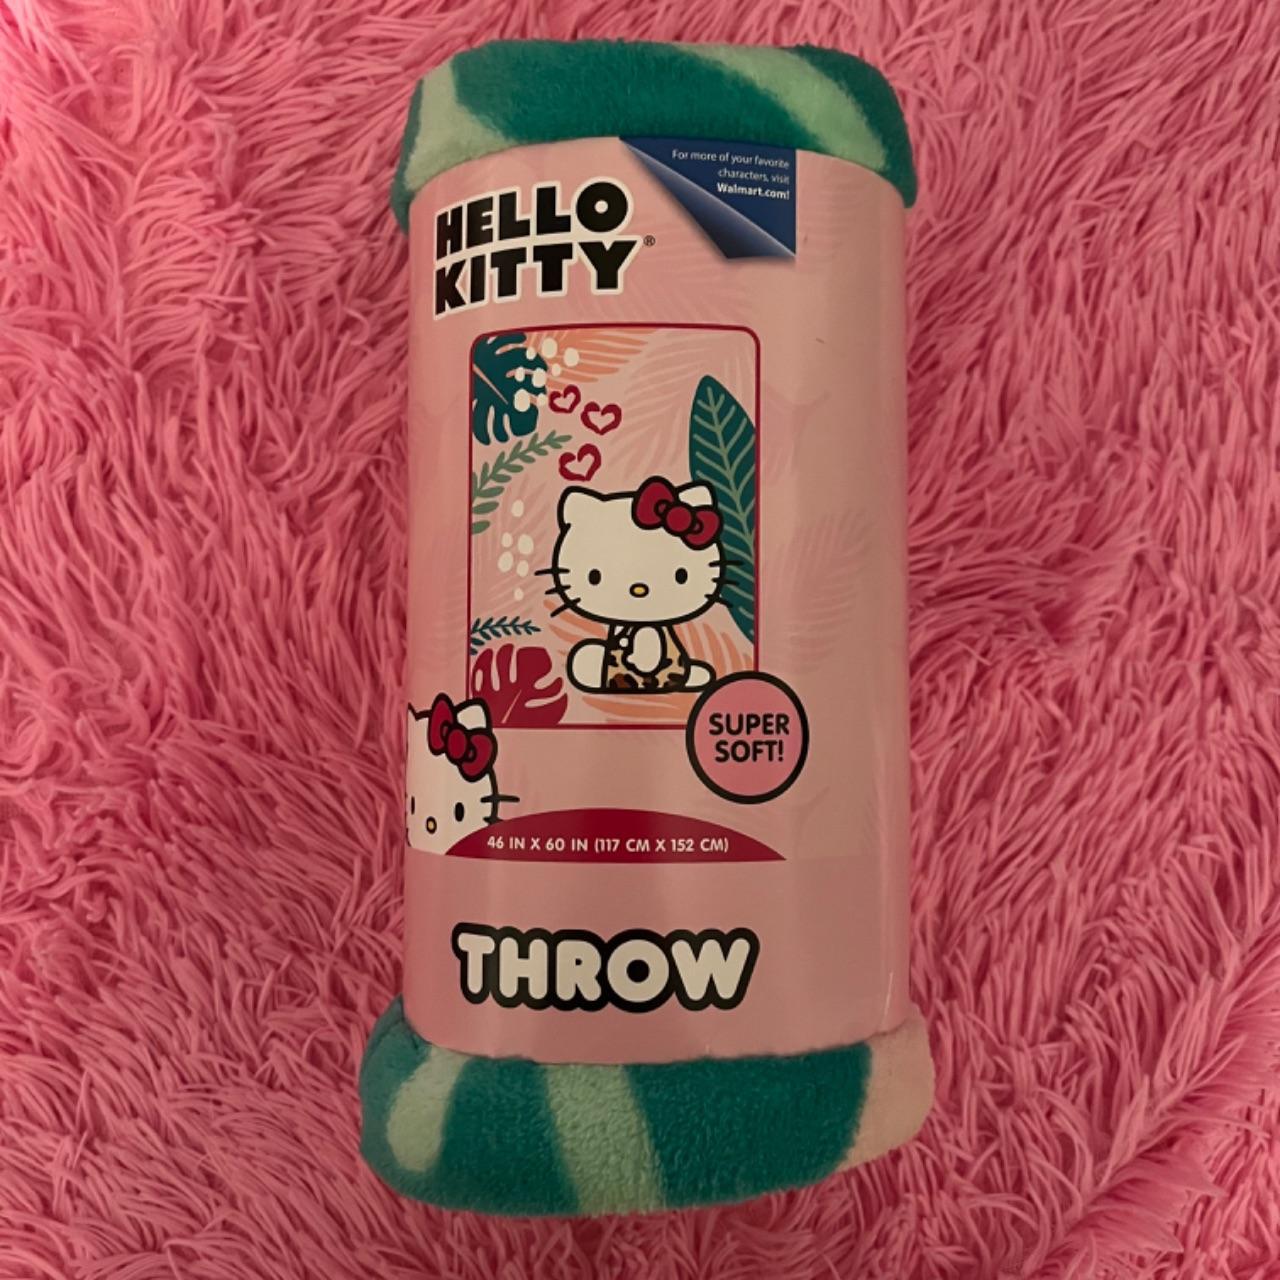 For more of your favorite
characters, visit
Walmart.com!
HELLO
KITTY®
SUPER
SOFT!
46 IN X 60 IN (117 CM X 152 CM)
THROW